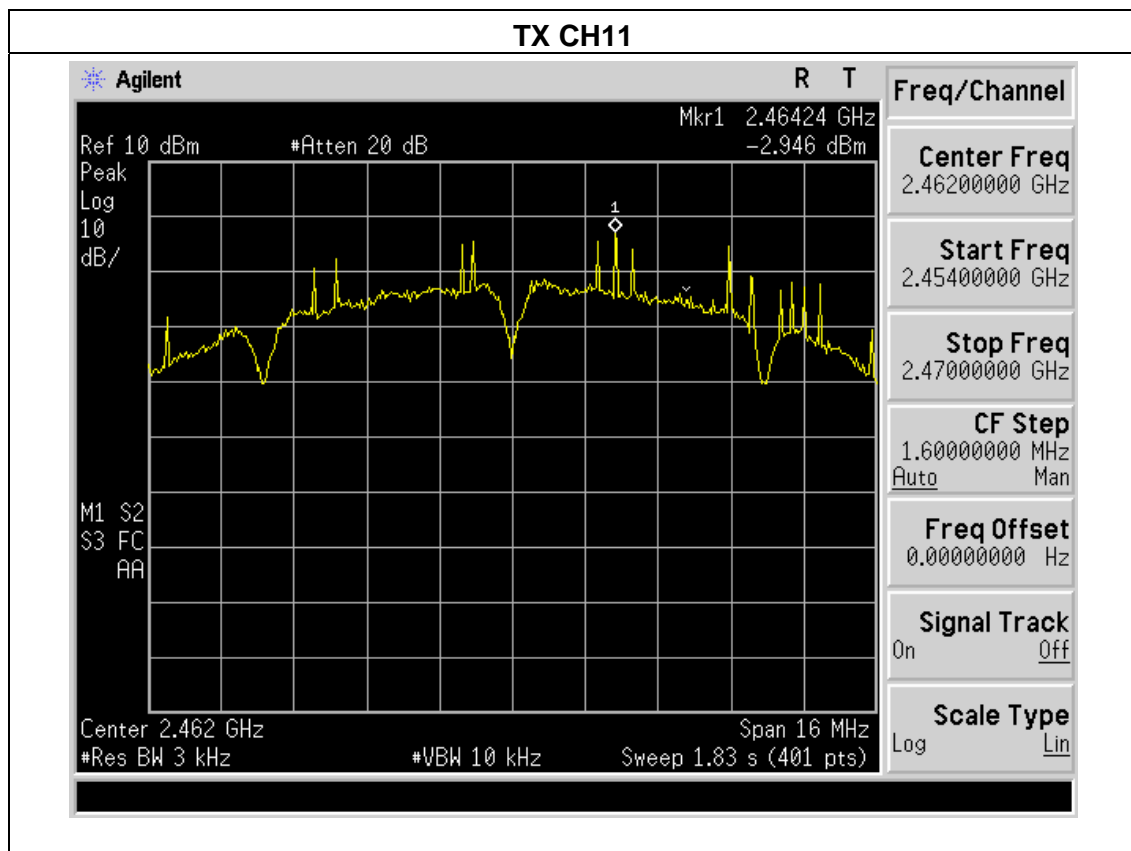 TX CH11
Agilent
R T
Mkr1 2.46424 GHz
Ref 10 dBm #Atten 20 dB -2.946 dBm
Peak
Log
10
dB/
1
M1 S2
S3 FC
AA
Center 2.462 GHz Span 16 MHz
#Res BW 3 kHz #VBW 10 kHz Sweep 1.83 s (401 pts)
Freq/Channel
Center Freq
2.46200000 GHz
Start Freq
2.45400000 GHz
Stop Freq
2.47000000 GHz
CF Step
1.60000000 MHz
Auto Man
Freq Offset
0.00000000 Hz
Signal Track
On Off
Scale Type
Log Lin